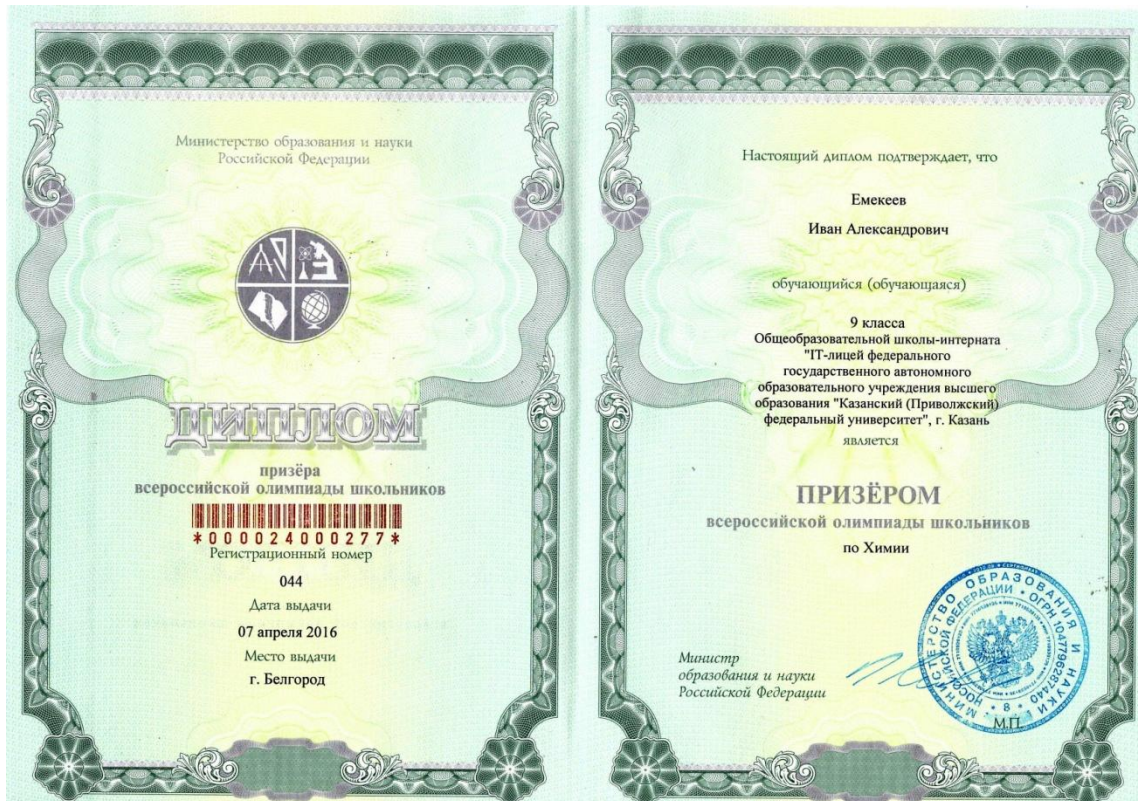 Министерство образования и науки
Российской Федерации
ДИПЛОМ
призёра
всероссийской олимпиады школьников
*000024000277*
Регистрационный номер
044
Дата выдачи
07 апреля 2016
Место выдачи
г. Белгород
Настоящий диплом подтверждает, что
Емекеев
Иван Александрович
обучающийся (обучающаяся)
9 класса
Общеобразовательной школы-интерната
"IT-лицей федерального
государственного автономного
образовательного учреждения высшего
образования "Казанский (Приволжский)
федеральный университет", г. Казань
является
ПРИЗЁРОМ
всероссийской олимпиады школьников
по Химии
Министр
образования и науки
Российской Федерации
МИНИСТЕРСТВО ОБРАЗОВАНИЯ И НАУКИ
РОССИЙСКОЙ ФЕДЕРАЦИИ • ОГРН 1047796287440
* 8 *
М.П.